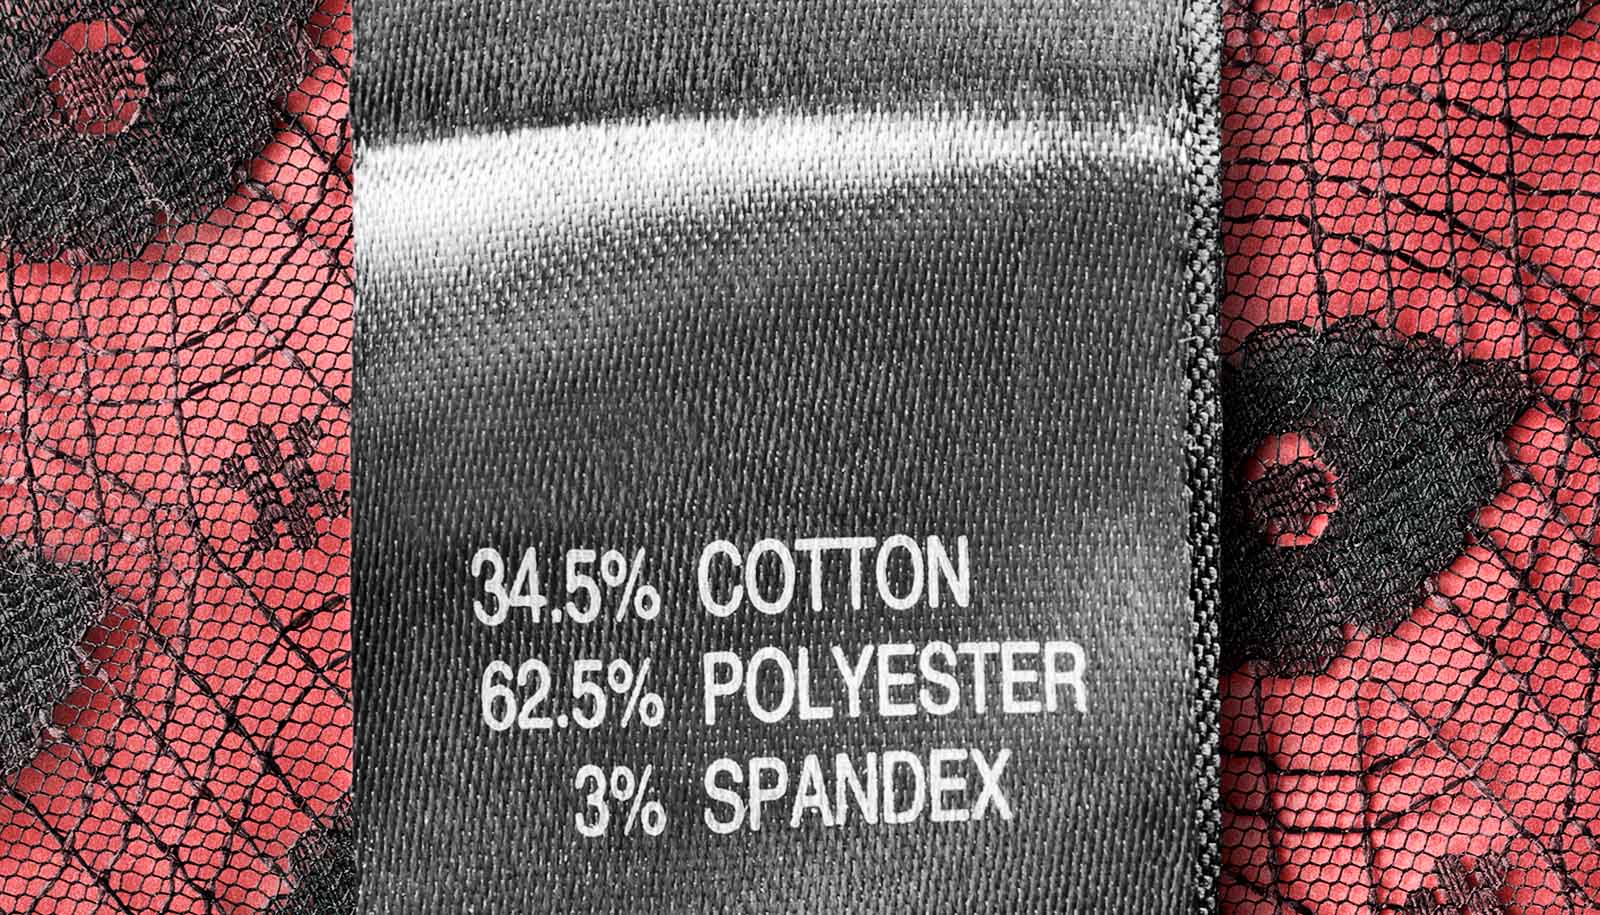 34.5% COTTON
62.5% POLYESTER
3% SPANDEX